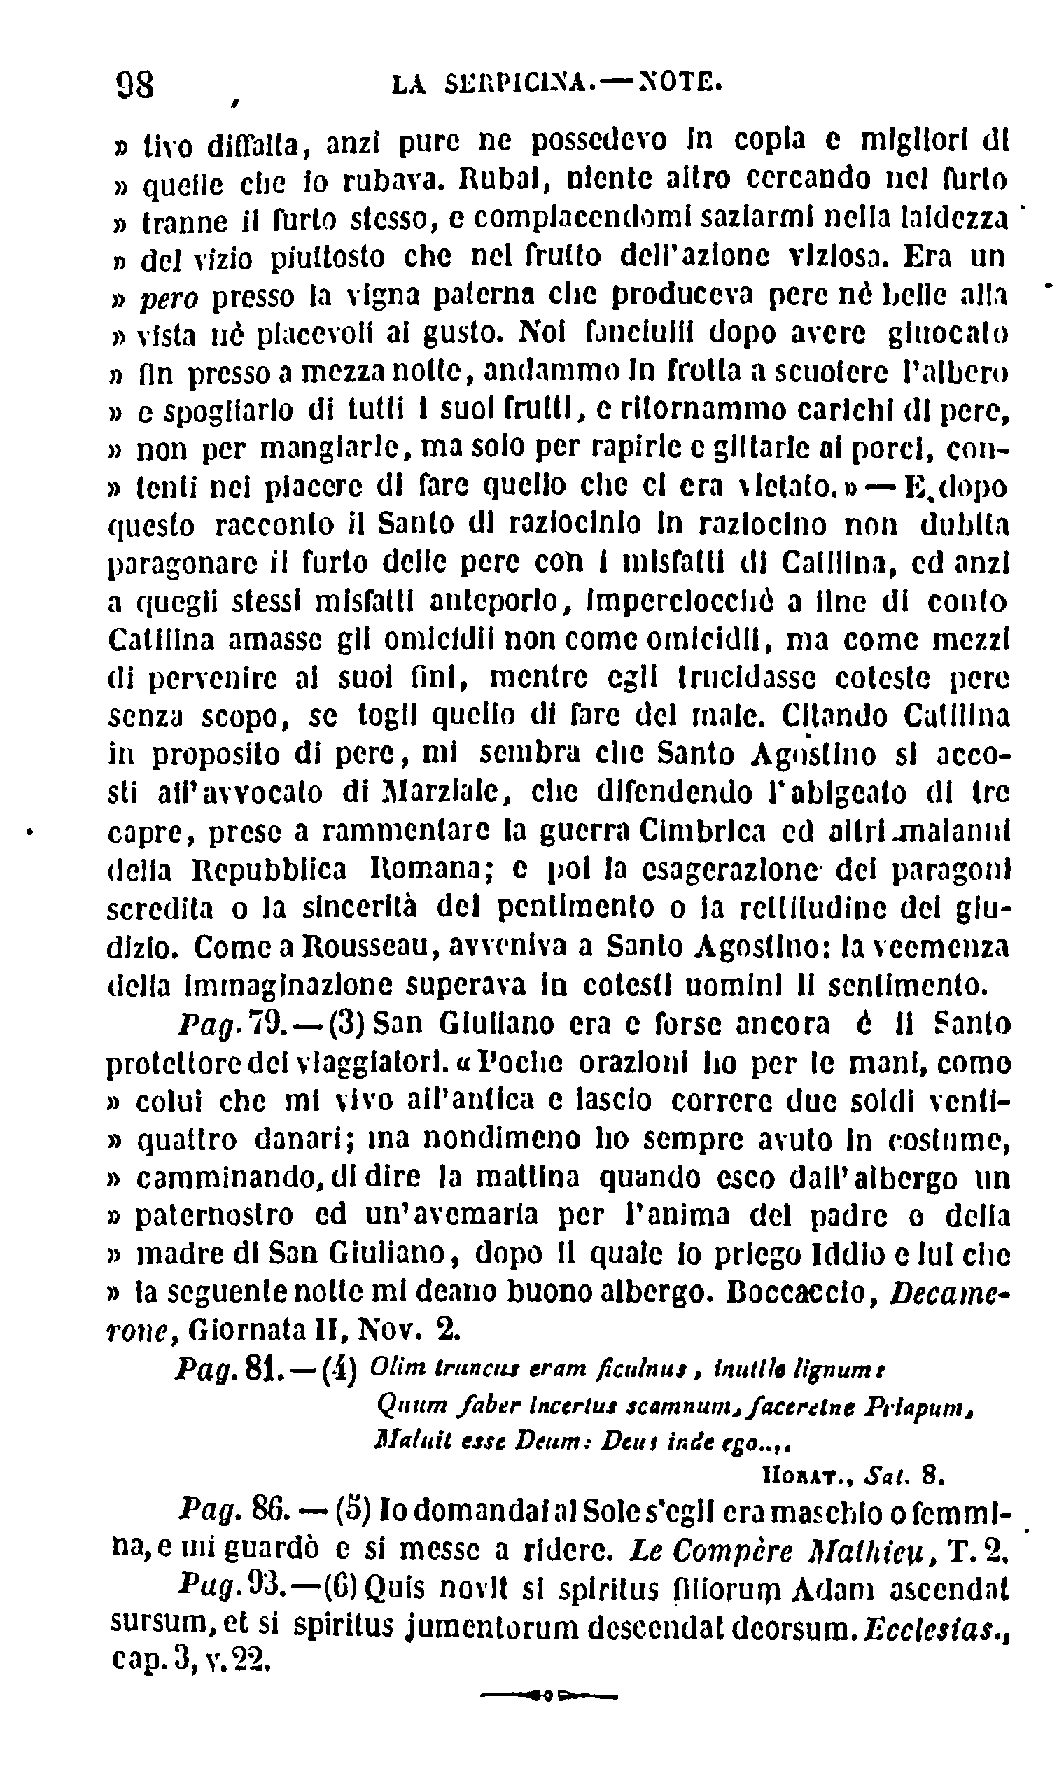 98 LA SERPICINA.—NOTE.
» tivo diffalta, anzi pure ne possedevo in copia e migliori di
» quelle che io rubava. Rubai, niente altro cercando nel furto
» tranne il furto stesso, e complacendomi saziarmi nella laidezza
» del vizio piuttosto che nel frutto dell'azione viziosa. Era un
» pero presso la vigna paterna che produceva pere nè belle alla
» vista nè placevoli al gusto. Noi fanciulli dopo avere giuocato
» fin presso a mezza notte, andammo in frotta a scuotere l'albero
» e spogliarlo di tutti i suoi frutti, e ritornammo carichi di pere,
» non per mangiarle, ma solo per rapirle e gittarle ai porci, con-
» tenti nel piacere di fare quello che ci era vietato.»—E dopo
questo racconto il Santo di raziocinio in raziocino non dubita
paragonare il furto delle pere con i misfatti di Catilina, ed anzi
a quegli stessi misfatti anteporlo, imperciocchè a fine di conto
Catilina amasse gli omicidii non come omicidii, ma come mezzi
di pervenire ai suoi fini, mentre egli trucidasse coteste pere
senza scopo, se togli quello di fare del male. Citando Catilina
in proposito di pere, mi sembra che Santo Agostino si acco-
sti all'avvocato di Marziale, che difendendo l'abigeato di tre
capre, prese a rammentare la guerra Cimbrica ed altri malanni
della Repubblica Romana; e poi la esagerazione dei paragoni
scredita o la sincerità del pentimento o la rettitudine del giu-
dizio. Come a Rousseau, avveniva a Santo Agostino: la veemenza
della immaginazione superava in cotesti uomini il sentimento.
Pag. 79.—(3) San Giuliano era e forse ancora è il Santo
protettore dei viaggiatori. «Poche orazioni ho per le mani, como
» colui che mi vivo all'antica e lascio correre due soldi venti-
» quattro danari; ma nondimeno ho sempre avuto in costume,
» camminando, di dire la mattina quando esco dall'albergo un
» paternostro ed un'avemaria per l'anima del padre o della
» madre di San Giuliano, dopo il quale io priego Iddio e lui che
» la seguente notte mi deano buono albergo. Boccaccio, Decame-
rone, Giornata II, Nov. 2.
Pag. 81.—(4) Olim truncus eram ficulnus, inutile lignum:
Quum faber incertus scamnum, faceretne Priapum,
Maluit esse Deum: Deus inde ego....
HORAT., Sat. 8.
Pag. 86.—(5) Io domandai al Sole s'egli era maschio o femmi-
na, e mi guardò e si messe a ridere. Le Compère Mathieu, T. 2.
Pag. 93.—(6) Quis novit si spiritus filiorum Adam ascendat
sursum, et si spiritus jumentorum descendat deorsum. Ecclesias.,
cap. 3, v. 22.